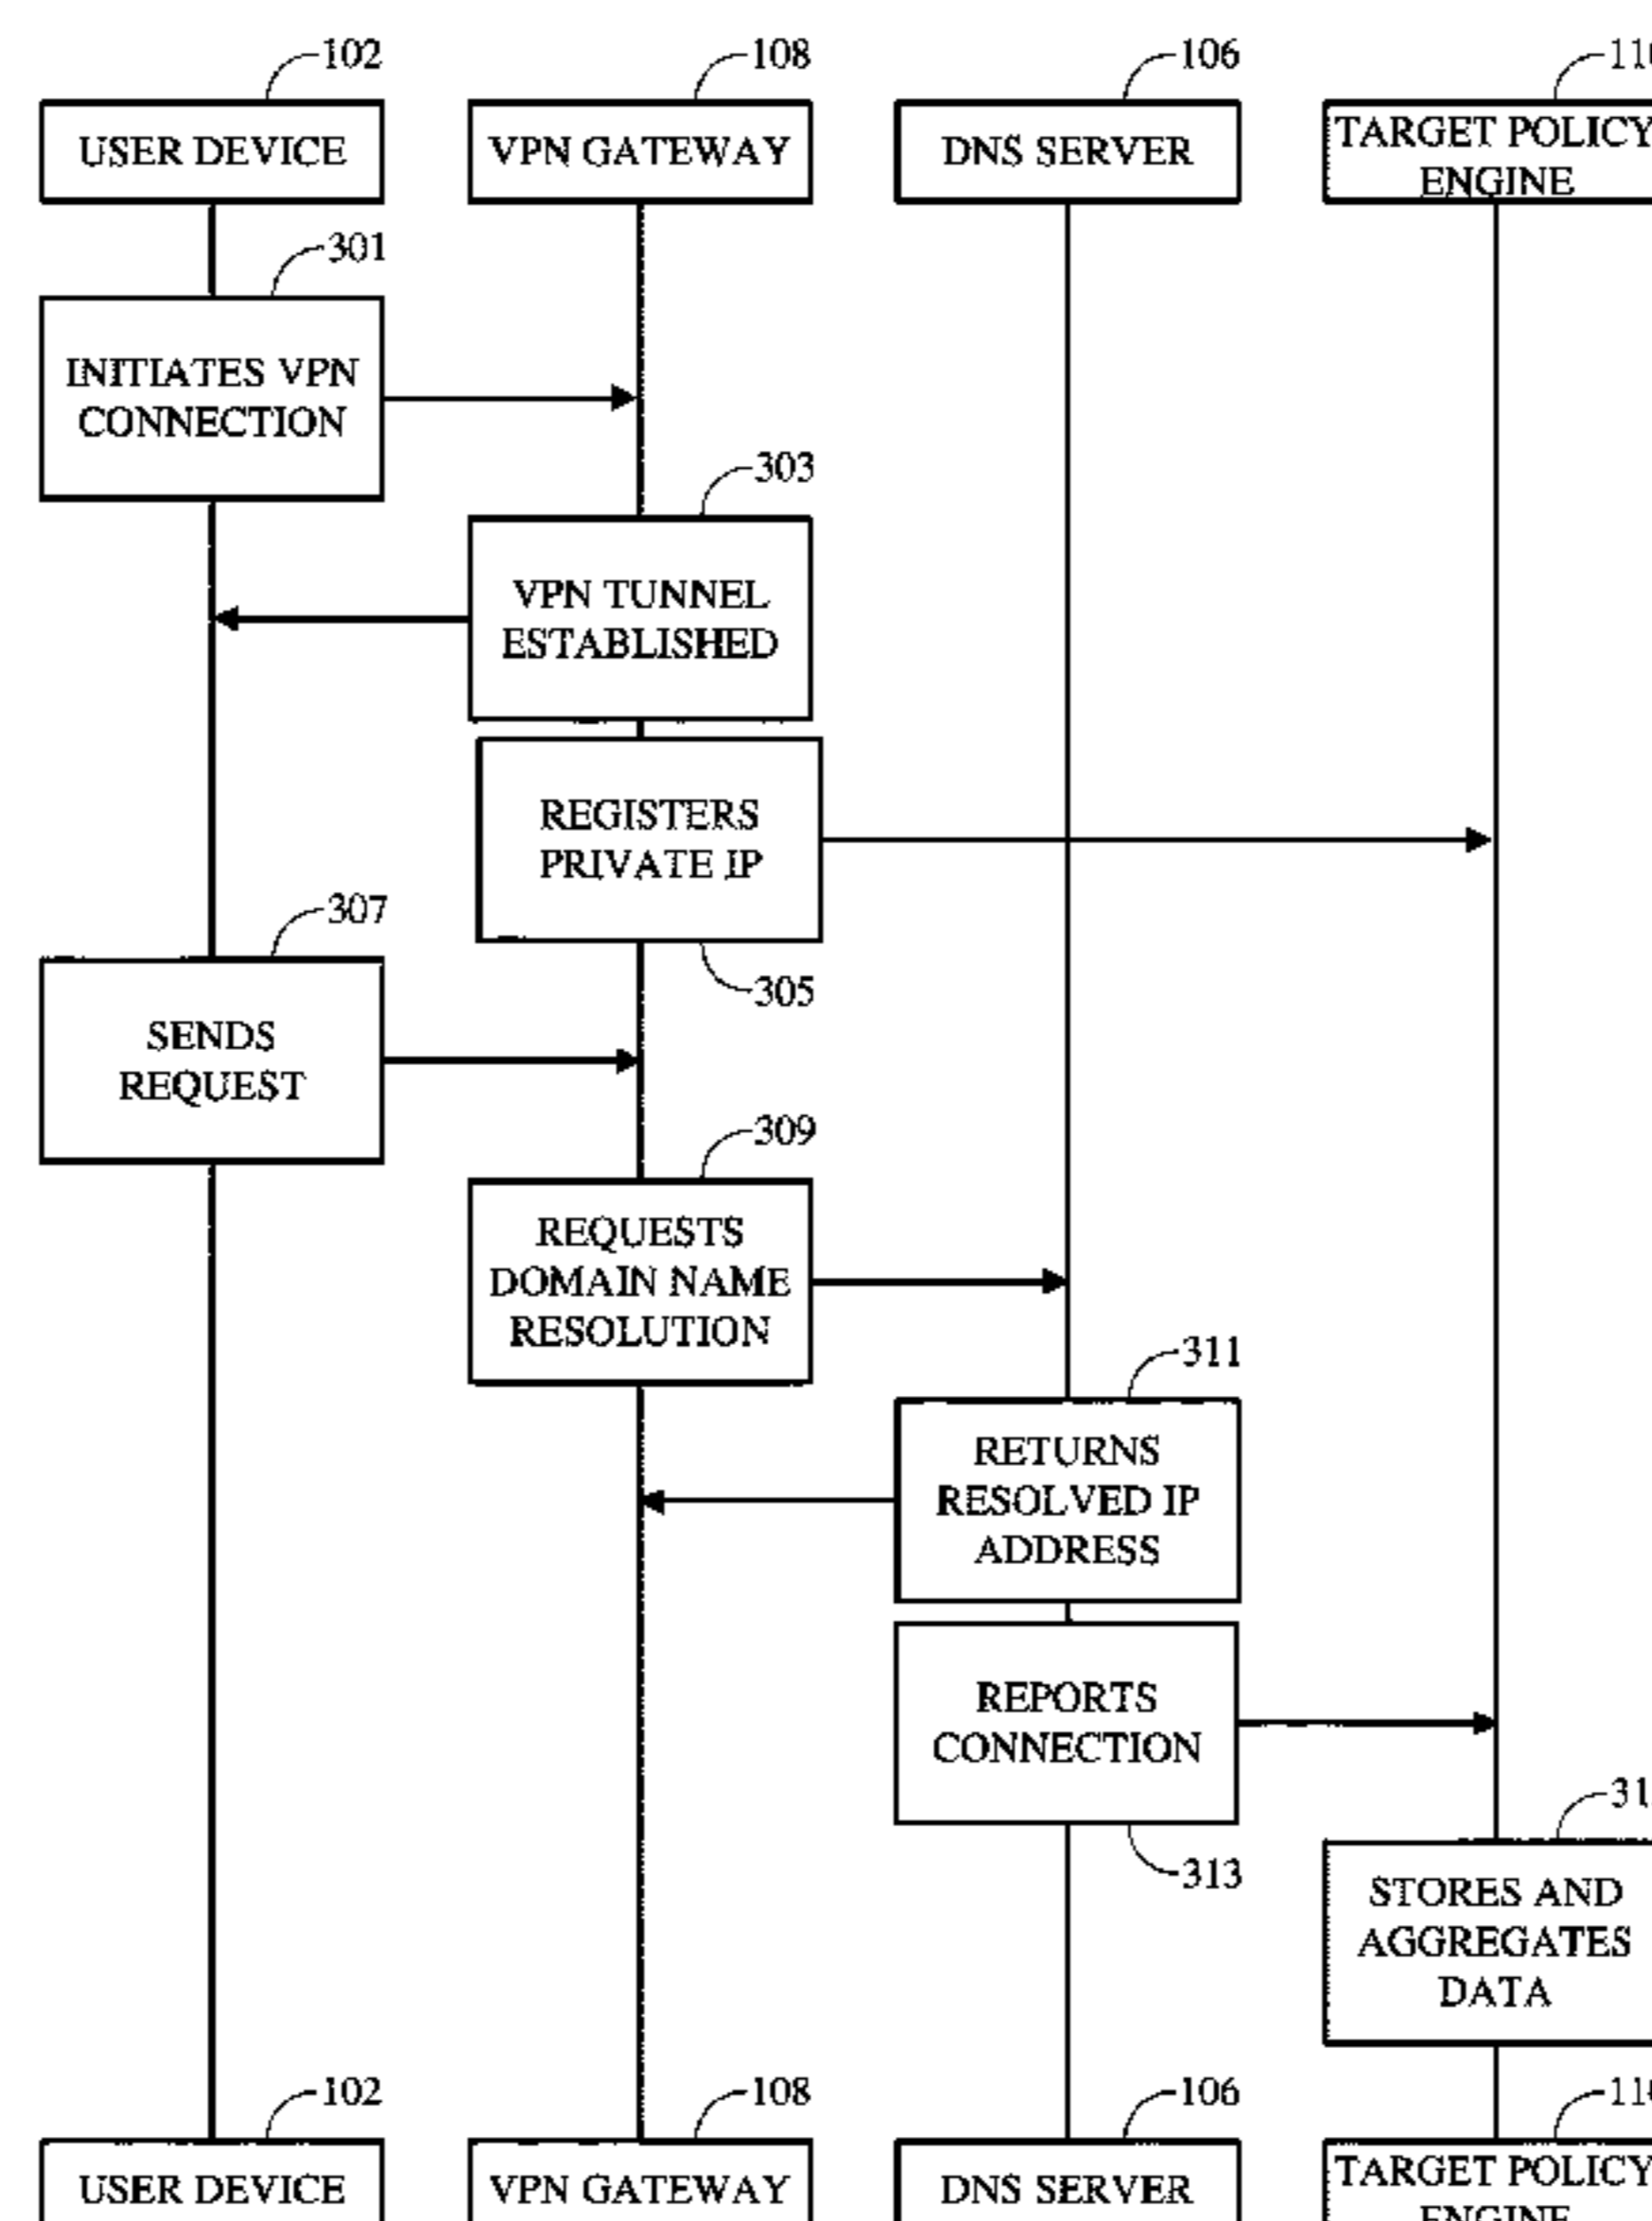 102
108
106
USER DEVICE
VPN GATEWAY
DNS SERVER
TARGET POLICY
ENGINE
301
INITIATES VPN
CONNECTION
303
VPN TUNNEL
ESTABLISHED
REGISTERS
PRIVATE IP
305
307
SENDS
REQUEST
309
REQUESTS
DOMAIN NAME
RESOLUTION
311
RETURNS
RESOLVED IP
ADDRESS
REPORTS
CONNECTION
313
STORES AND
AGGREGATES
DATA
102
108
106
USER DEVICE
VPN GATEWAY
DNS SERVER
TARGET POLICY
ENGINE